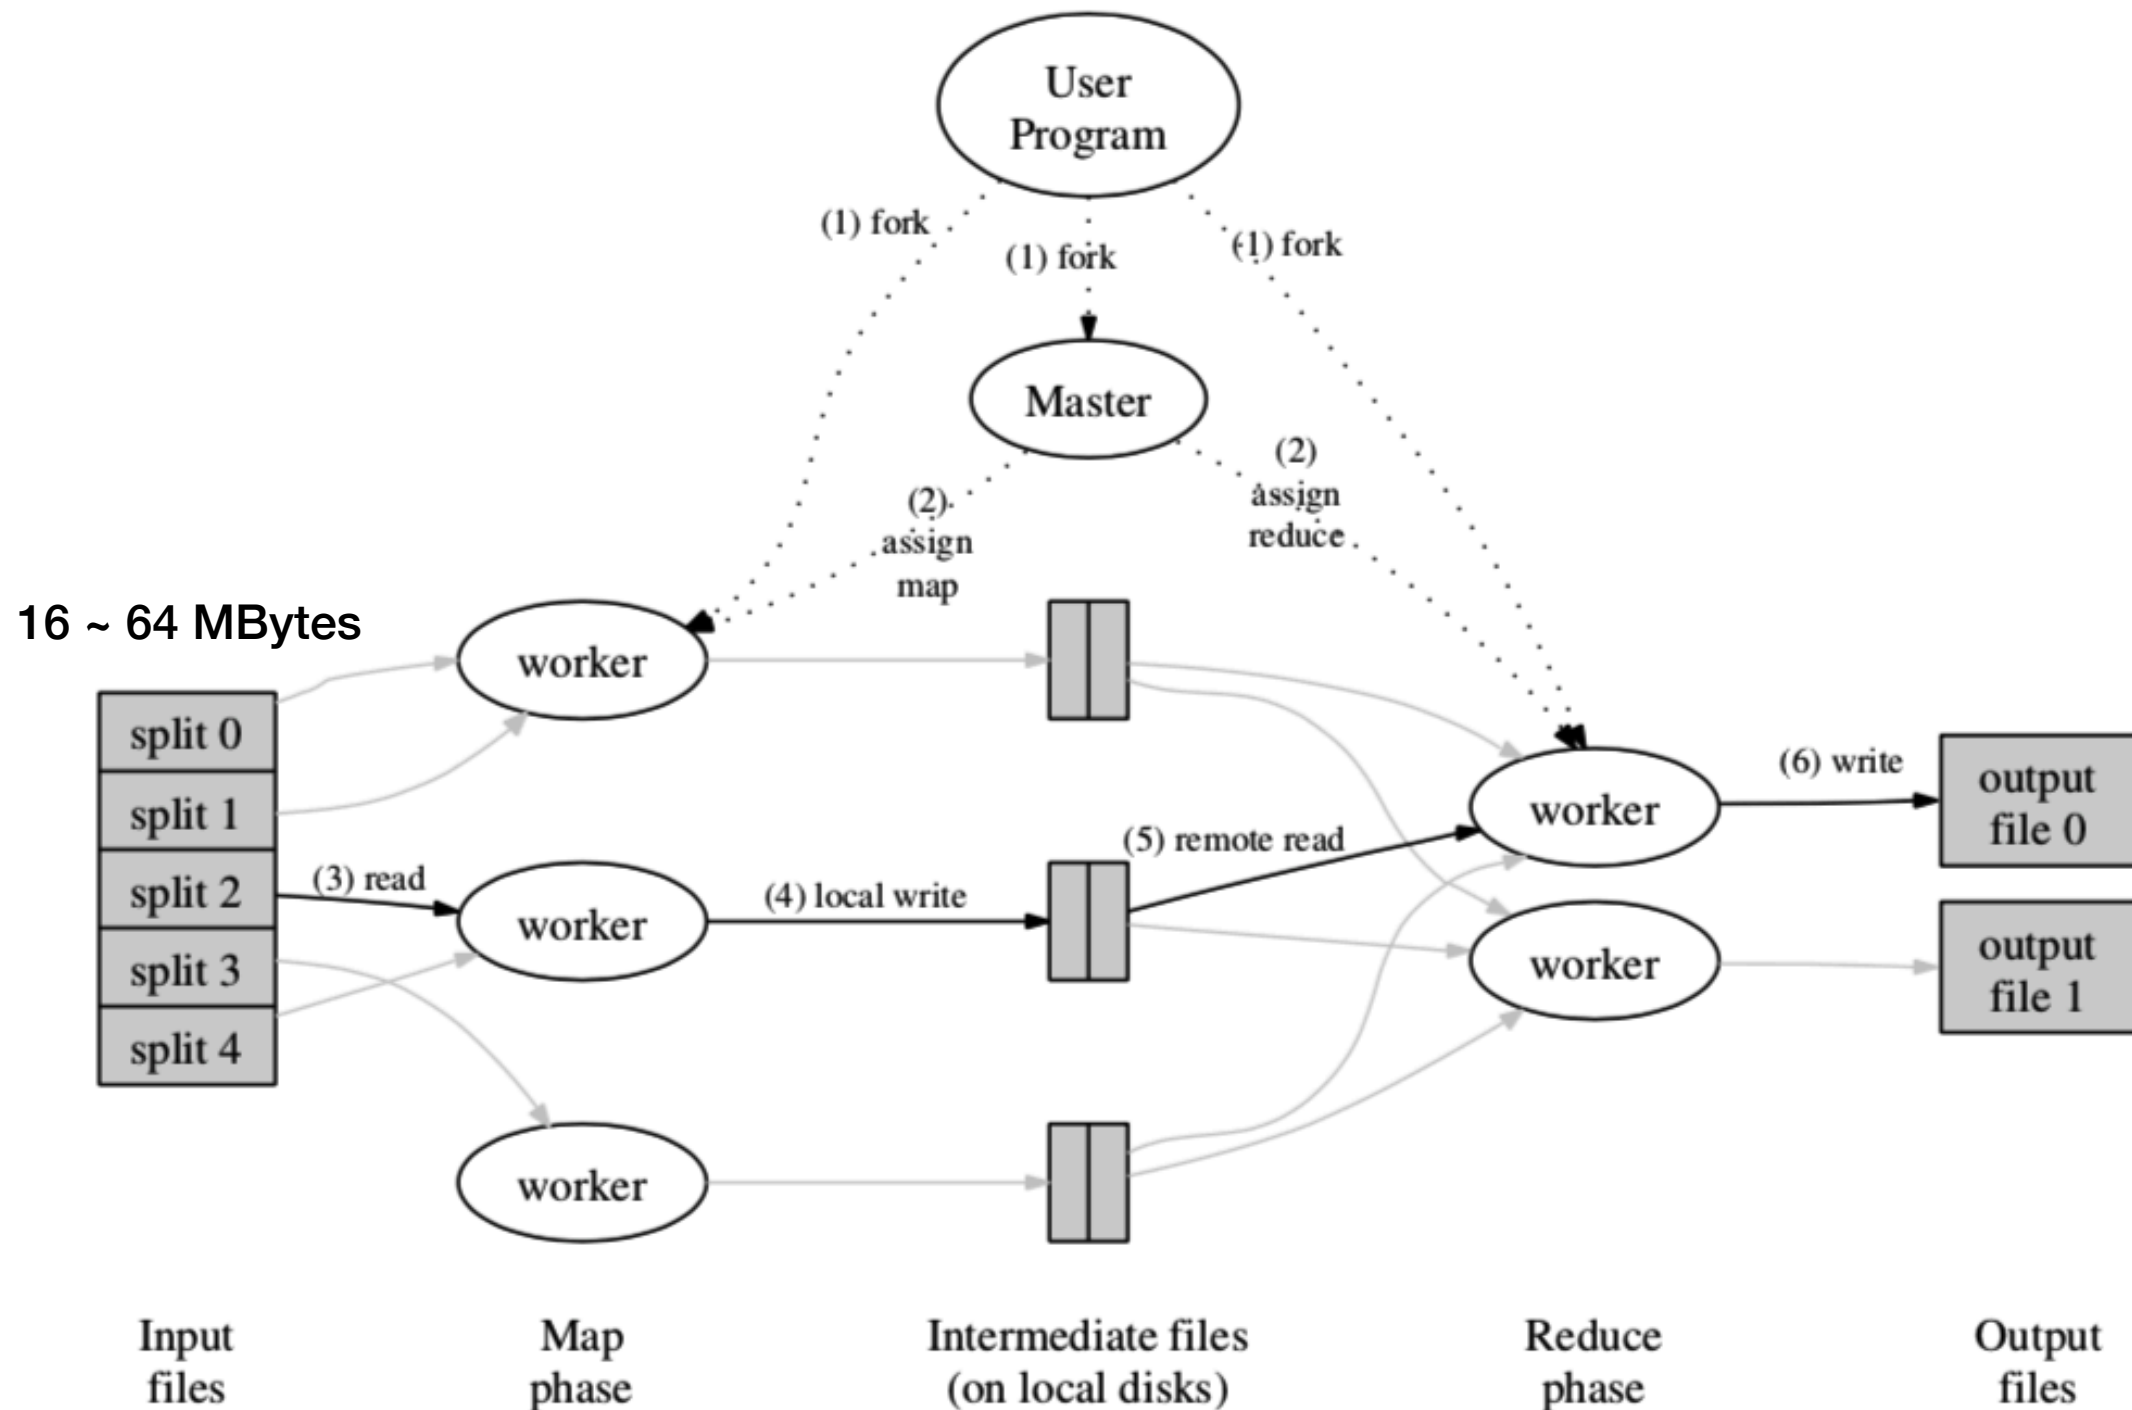 User
Program
(1) fork
(1) fork
(1) fork
Master
(2)
assign
map
(2)
assign
reduce
16 ~ 64 MBytes
split 0
split 1
split 2
split 3
split 4
worker
(3) read
worker
worker
(4) local write
(5) remote read
worker
worker
(6) write
output
file 0
output
file 1
Input
files
Map
phase
Intermediate files
(on local disks)
Reduce
phase
Output
files